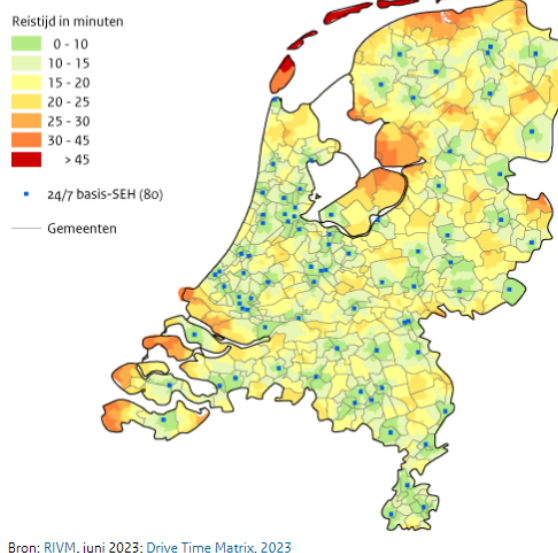 Reistijd in minuten
0 - 10
10 - 15
15 - 20
20 - 25
25 - 30
30 - 45
> 45
24/7 basis-SEH (80)
Gemeenten
Bron: RIVM, juni 2023; Drive Time Matrix, 2023